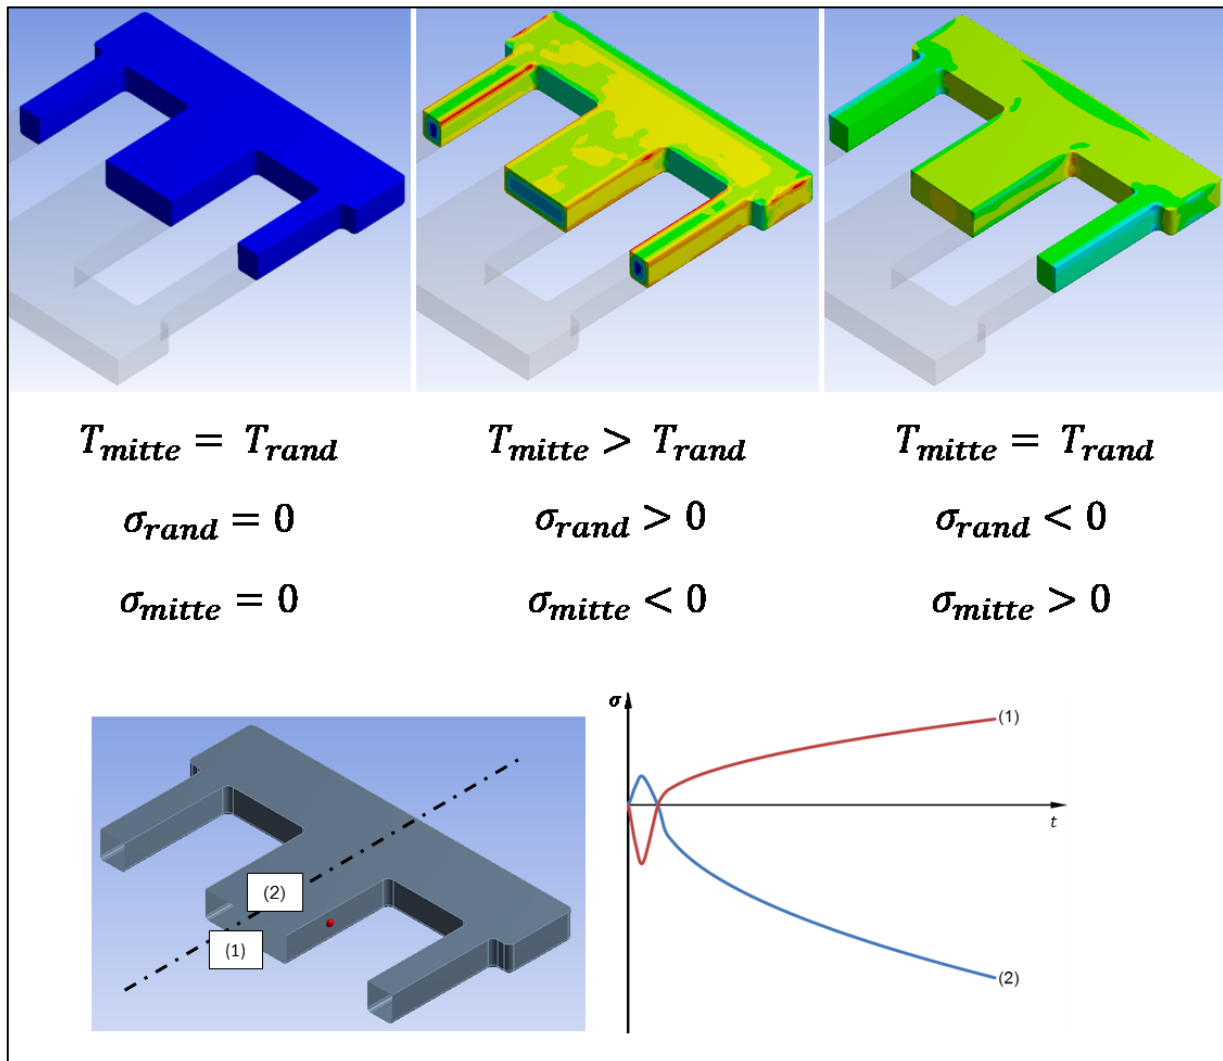 T_mitte = T_rand
T_mitte > T_rand
T_mitte = T_rand
σ_rand = 0
σ_rand > 0
σ_rand < 0
σ_mitte = 0
σ_mitte < 0
σ_mitte > 0
σ
(1)
t
(2)
(2)
(1)